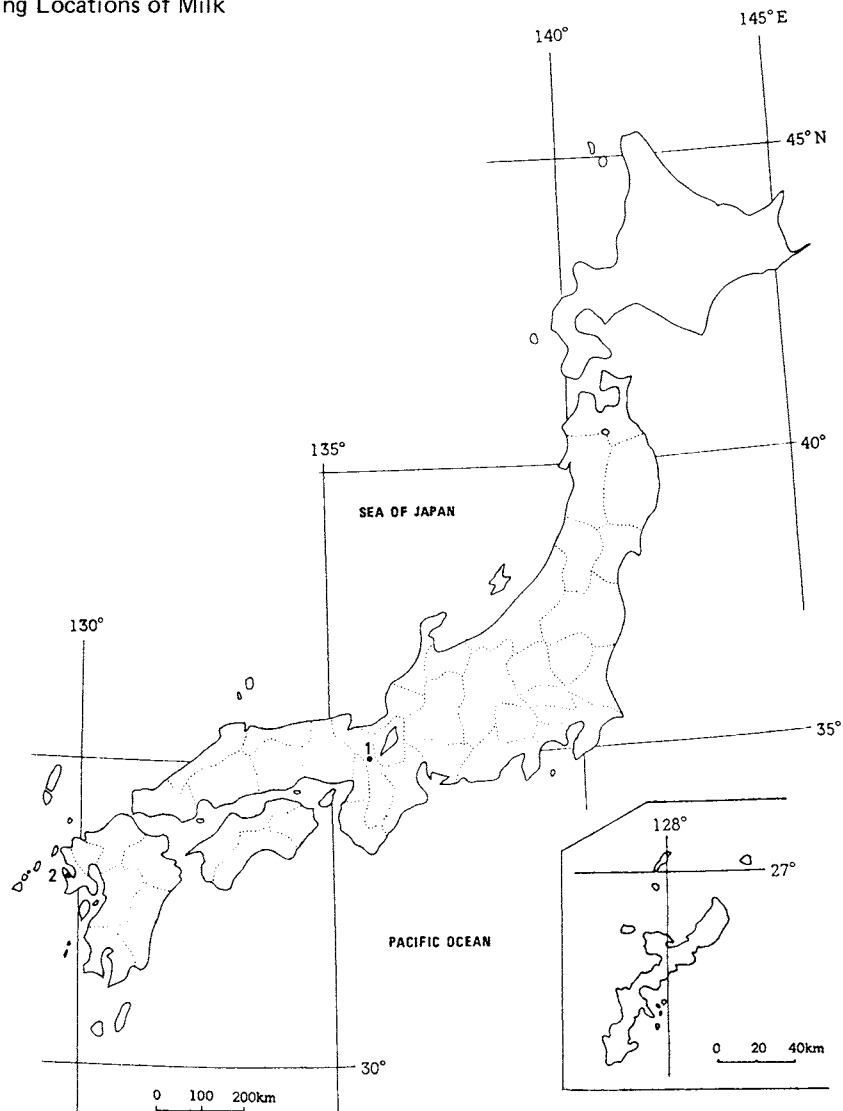 ng Locations of Milk
145°E
140°
45°N
40°
135°
SEA OF JAPAN
130°
35°
1
128°
27°
2
PACIFIC OCEAN
30°
0 20 40km
0 100 200km